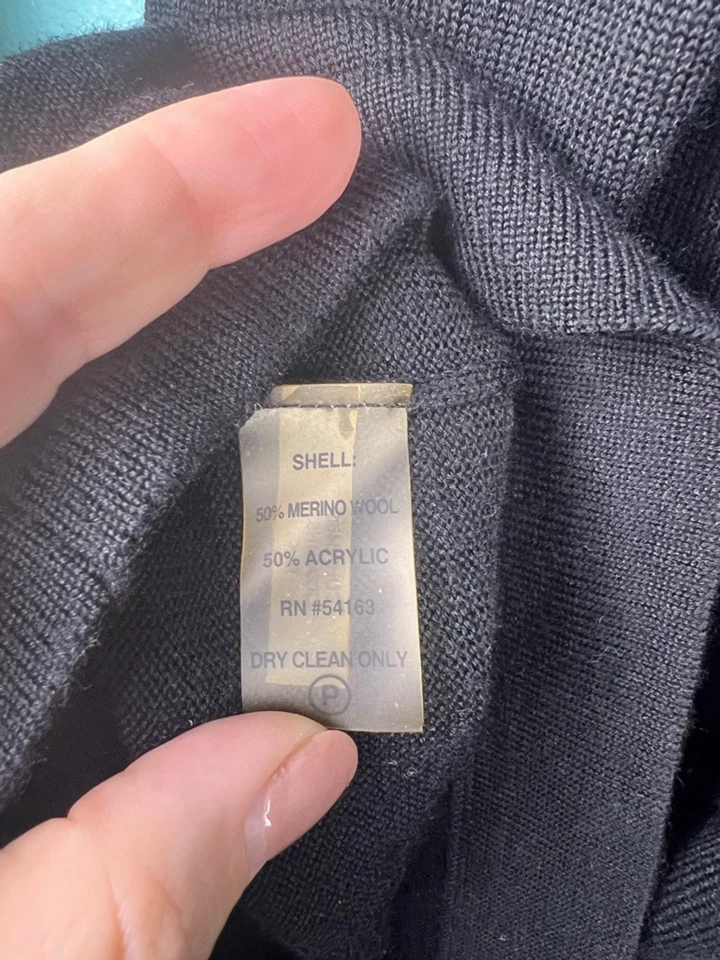 SHELL:
50% MERINO WOOL
50% ACRYLIC
RN #54163
DRY CLEAN ONLY
P